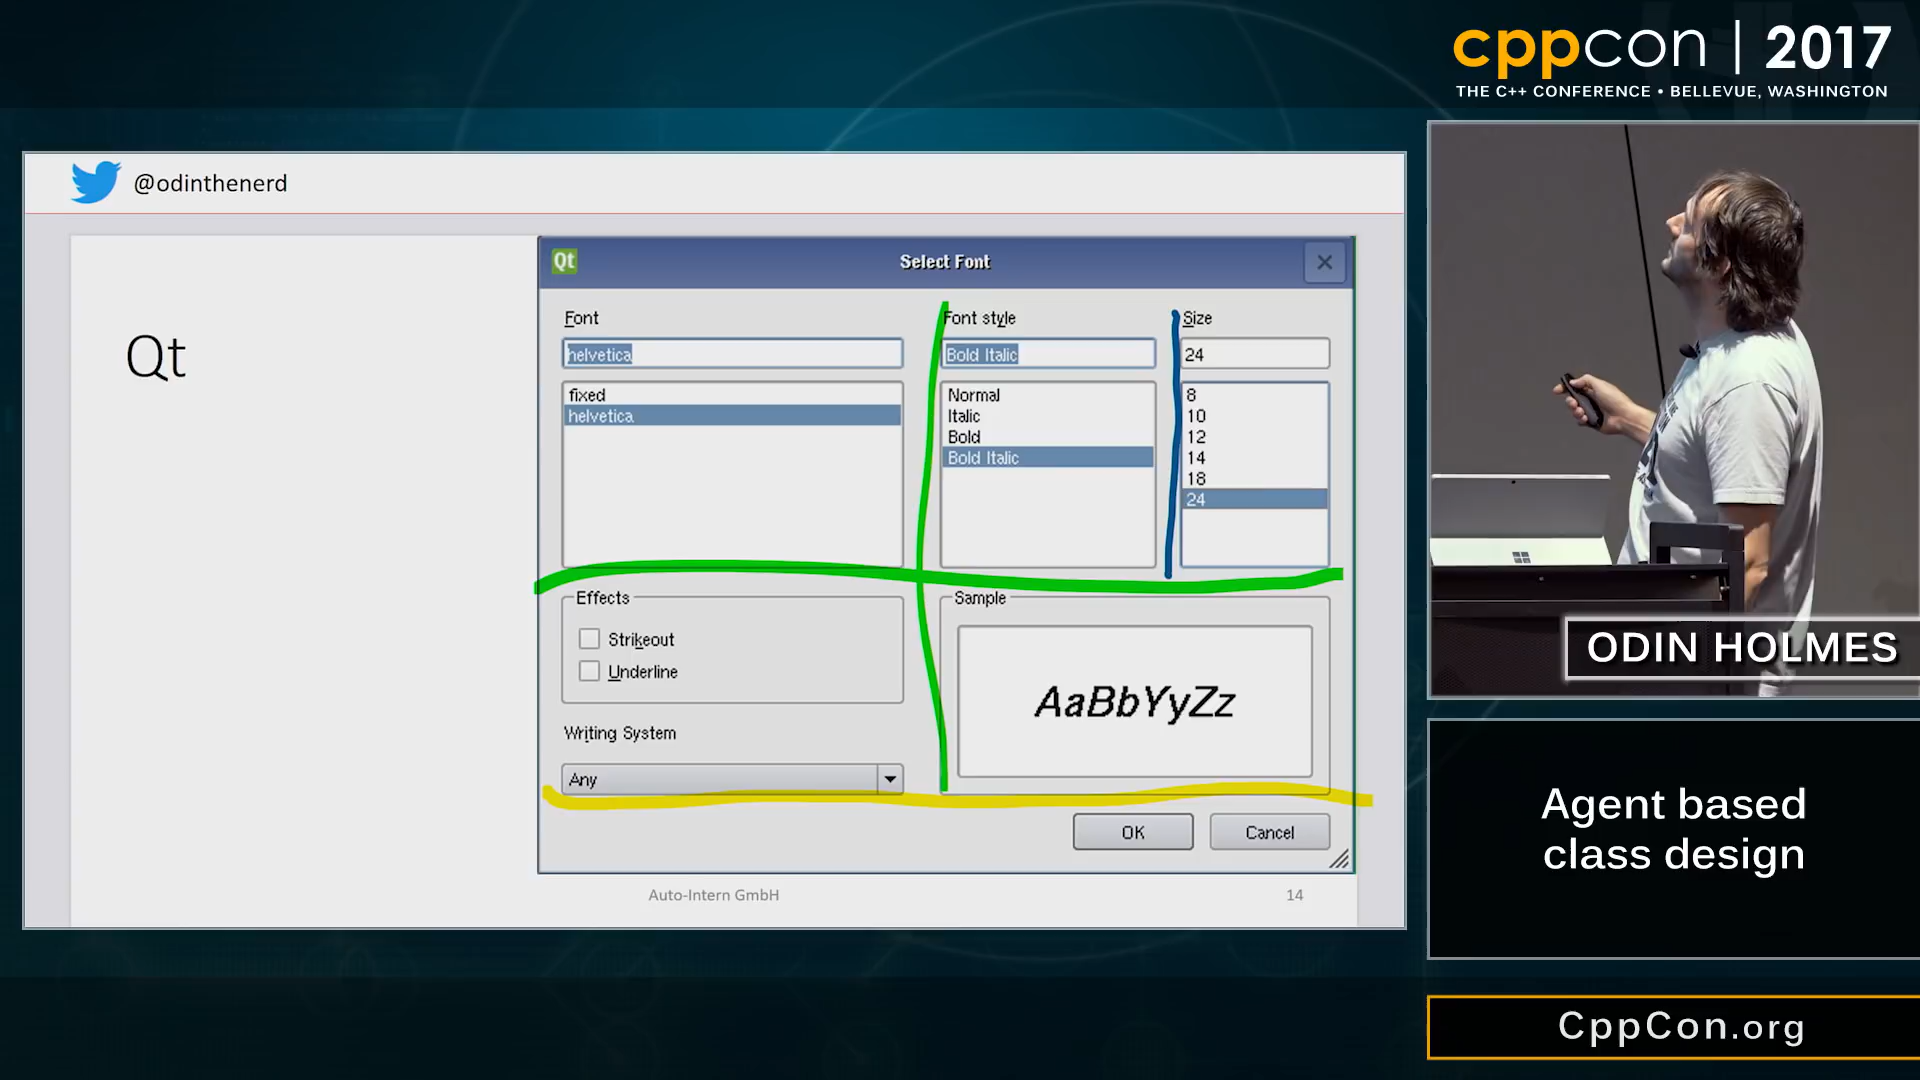 cppcon | 2017
THE C++ CONFERENCE • BELLEVUE, WASHINGTON
@odinthenerd
Qt
Qt
Select Font
Font
Font style
Size
helvetica
Bold Italic
24
fixed
helvetica
Normal
Italic
Bold
Bold Italic
8
10
12
14
18
24
Effects
Strikeout
Underline
Writing System
Any
Sample
AaBbYyZz
OK
Cancel
Auto-Intern GmbH
14
ODIN HOLMES
Agent based
class design
CppCon.org